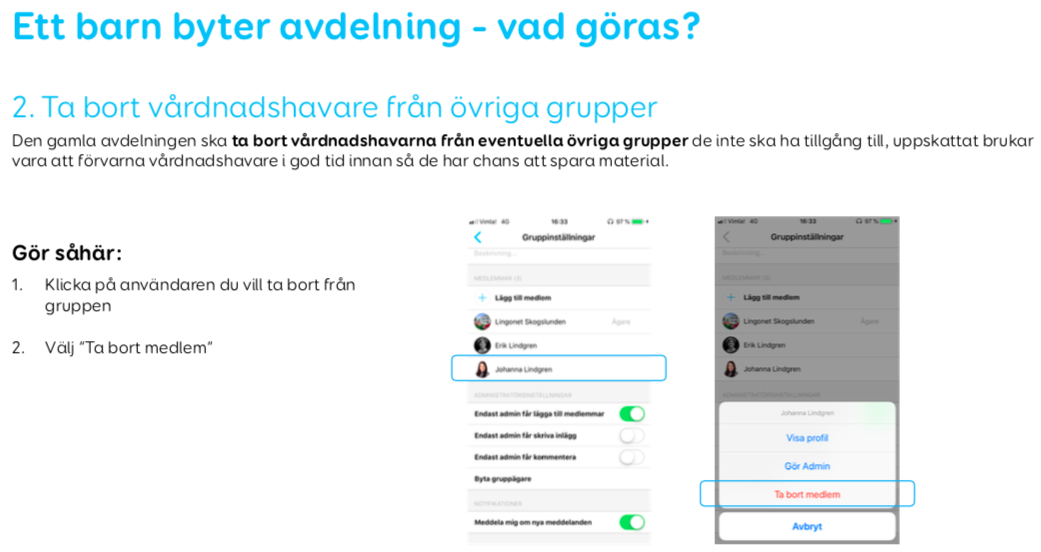 Ett barn byter avdelning - vad göras?
2. Ta bort vårdnadshavare från övriga grupper
Den gamla avdelningen ska ta bort vårdnadshavarna från eventuella övriga grupper de inte ska ha tillgång till, uppskattat brukar
vara att förvarna vårdnadshavare i god tid innan så de har chans att spara material.
Gör såhär:
1. Klicka på användaren du vill ta bort från
gruppen
2. Välj ”Ta bort medlem”
Vimla! 4G 16:33 97 %
Gruppinställningar
Beskrivning...
MEDLEMMAR (3)
+ Lägg till medlem
Lingonet Skogslunden Ägare
Erik Lindgren
Johanna Lindgren
ADMINISTRATÖRSINSTÄLLNINGAR
Endast admin får lägga till medlemmar
Endast admin får skriva inlägg
Endast admin får kommentera
Byta gruppägare
NOTIFIKATIONER
Meddela mig om nya meddelanden
Vimla! 4G 16:33 97 %
Gruppinställningar
Beskrivning...
MEDLEMMAR (3)
+ Lägg till medlem
Lingonet Skogslunden Ägare
Erik Lindgren
Johanna Lindgren
ADMINISTRATÖRSINSTÄLLNINGAR
Johanna Lindgren
Visa profil
Gör Admin
Ta bort medlem
Avbryt